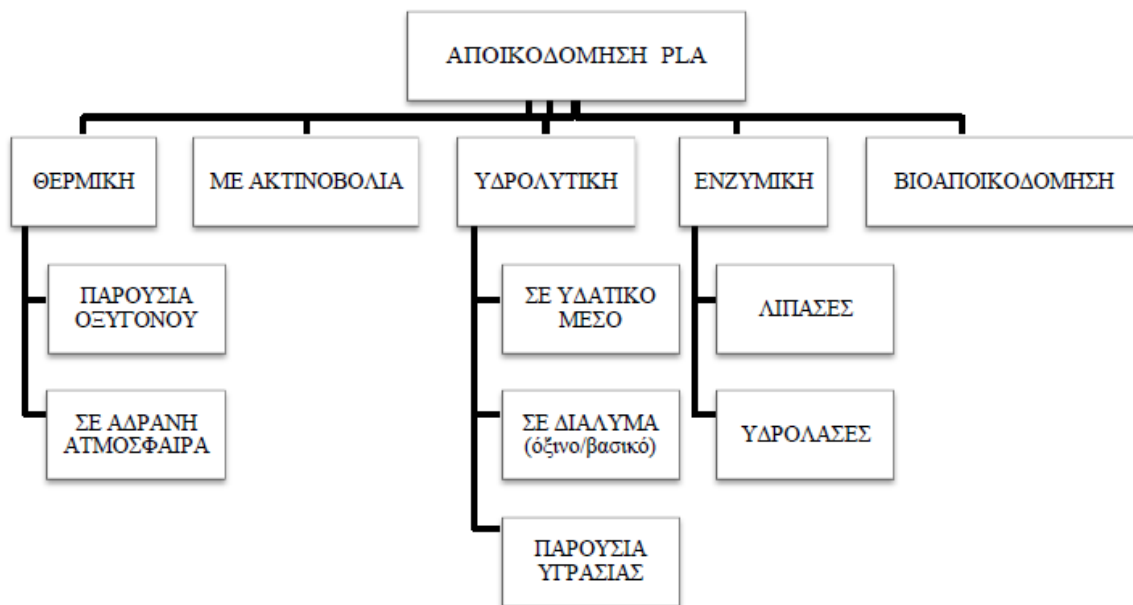 ΑΠΟΙΚΟΔΟΜΗΣΗ PLA
ΘΕΡΜΙΚΗ
ΜΕ ΑΚΤΙΝΟΒΟΛΙΑ
ΥΔΡΟΛΥΤΙΚΗ
ΕΝΖΥΜΙΚΗ
ΒΙΟΑΠΟΙΚΟΔΟΜΗΣΗ
ΠΑΡΟΥΣΙΑ
ΟΞΥΓΟΝΟΥ
ΣΕ ΑΔΡΑΝΗ
ΑΤΜΟΣΦΑΙΡΑ
ΣΕ ΥΔΑΤΙΚΟ
ΜΕΣΟ
ΣΕ ΔΙΑΛΥΜΑ
(όξινο/βασικό)
ΠΑΡΟΥΣΙΑ
ΥΓΡΑΣΙΑΣ
ΛΙΠΑΣΕΣ
ΥΔΡΟΛΑΣΕΣ